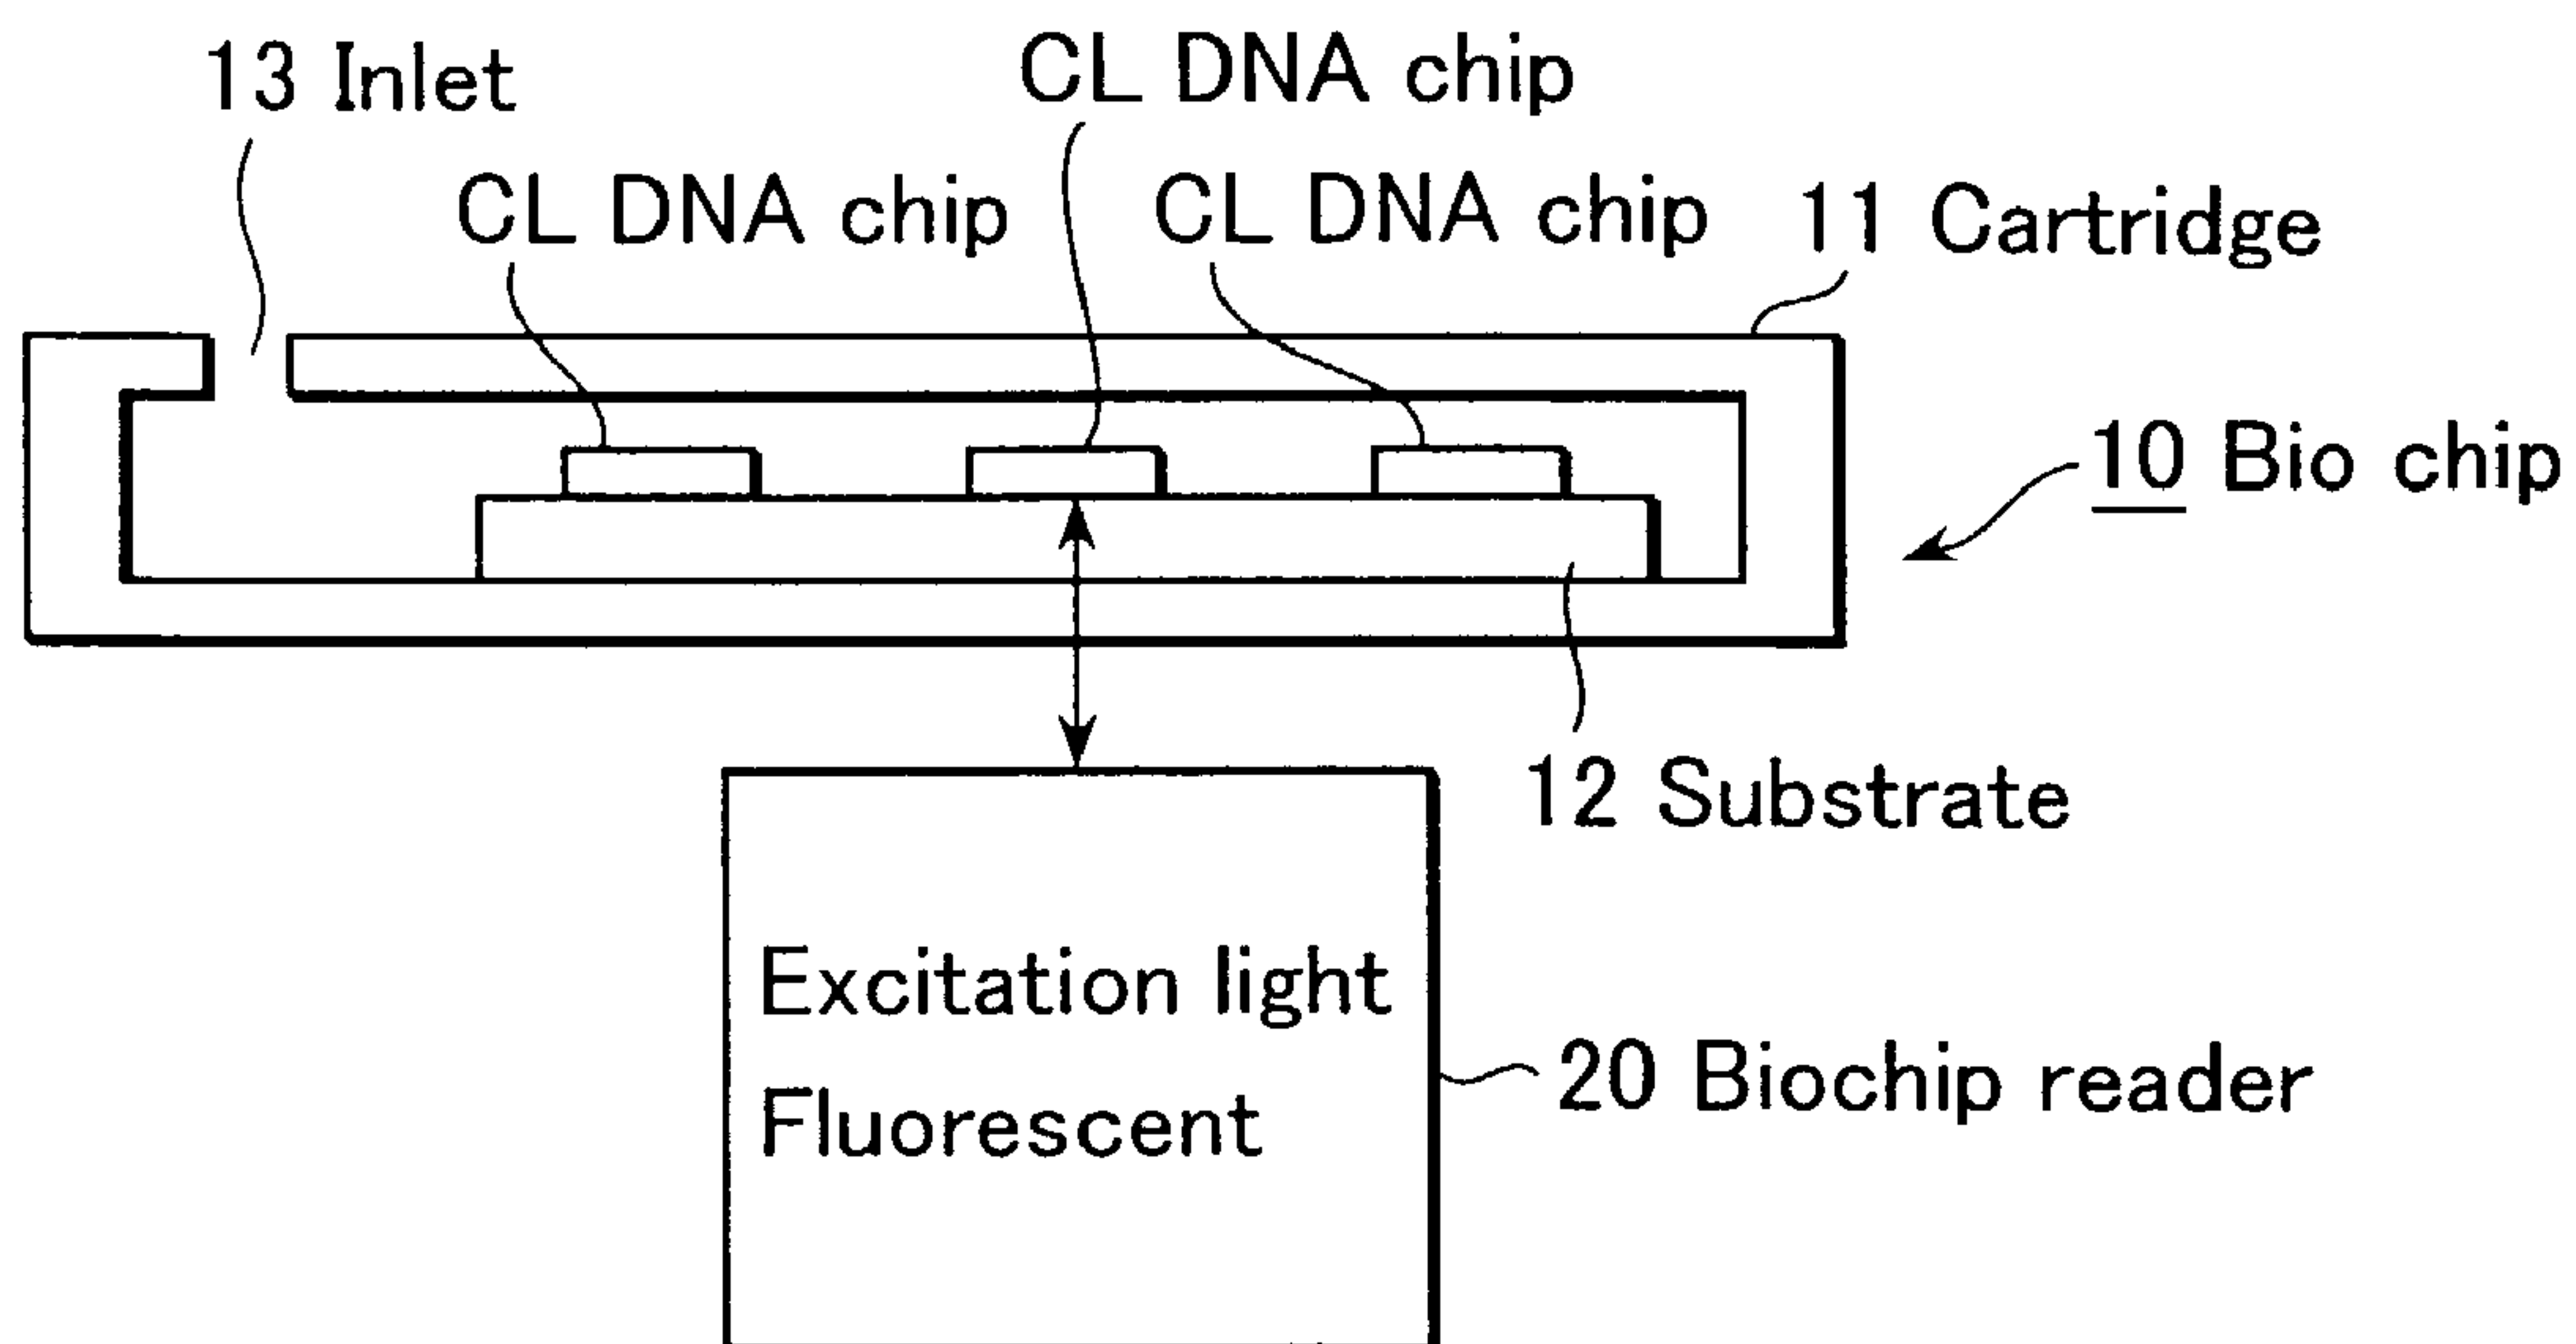 13 Inlet
CL DNA chip
CL DNA chip
CL DNA chip
11 Cartridge
10 Bio chip
12 Substrate
Excitation light
Fluorescent
20 Biochip reader